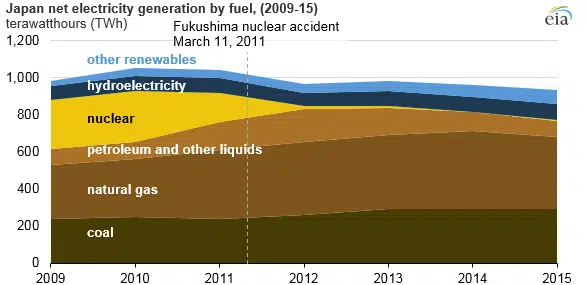 Japan net electricity generation by fuel, (2009-15)
terawatthours (TWh)
Fukushima nuclear accident
March 11, 2011
eia
1,200
1,000
800
600
400
200
0
other renewables
hydroelectricity
nuclear
petroleum and other liquids
natural gas
coal
2009 2010 2011 2012 2013 2014 2015